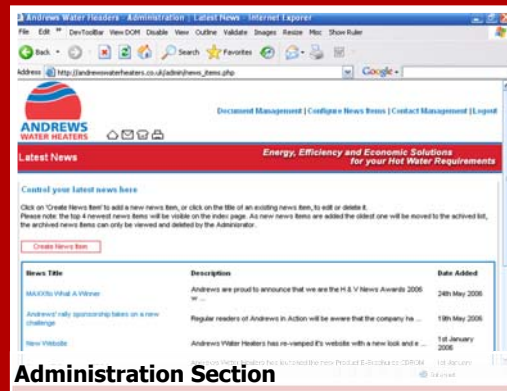 Andrews Water Heaters - Administration | Latest News - Internet Exporer
File Edit DevToolBar View DOM Disable View Outline Validate Images Resize Misc Show Ruler
Back Search Favorites
Address http://andrewswaterheaters.co.uk/admin/news_items.php Google
Document Management | Configure News Items | Contact Management | Logout
ANDREWS
WATER HEATERS
Latest News
Energy, Efficiency and Economic Solutions
for your Hot Water Requirements
Control your latest news here
Click on 'Create News Item' to add a new news item, or click on the title of an existing news item, to edit or delete it.
Please note: the top 4 newest news items will be visible on the index page. As new news items are added the oldest one will be moved to the achived list,
the archived news items can only be viewed and deleted by the Administrator.
Create News Item
News Title Description Date Added
MAXXflo What A Winner Andrews are proud to announce that we are the H & V News Awards 2006 w ... 24th May 2006
Andrews' rally sponsorship takes on a new challenge Regular readers of Andrews in Action will be aware that the company ha ... 19th May 2006
New Website Andrews Water Heaters has re-vamped it's website with a new look and e ... 1st January 2006
Administration Section